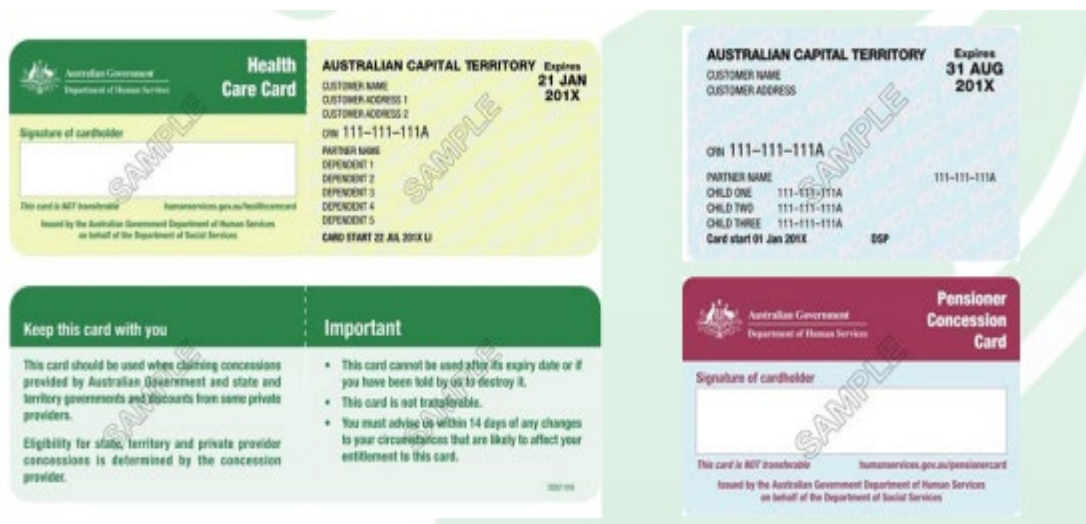 Australian Government
Department of Human Services
Health
Care Card
Signature of cardholder
This card is NOT transferable humanservices.gov.au/healthcarecard
Issued by the Australian Government Department of Human Services
on behalf of the Department of Social Services
SAMPLE
AUSTRALIAN CAPITAL TERRITORY Expires
21 JAN
201X
CUSTOMER NAME
CUSTOMER ADDRESS 1
CUSTOMER ADDRESS 2
CRN 111-111-111A
PARTNER NAME
DEPENDENT 1
DEPENDENT 2
DEPENDENT 3
DEPENDENT 4
DEPENDENT 5
CARD START 22 JUL 201X LI
SAMPLE
AUSTRALIAN CAPITAL TERRITORY Expires
31 AUG
201X
CUSTOMER NAME
CUSTOMER ADDRESS
CRN 111-111-111A
PARTNER NAME 111-111-111A
CHILD ONE 111-111-111A
CHILD TWO 111-111-111A
CHILD THREE 111-111-111A
Card start 01 Jan 201X DSP
SAMPLE
Keep this card with you
This card should be used when claiming concessions
provided by Australian Government and state and
territory governments and discounts from some private
providers.
Eligibility for state, territory and private provider
concessions is determined by the concession
provider.
SAMPLE
Important
• This card cannot be used after its expiry date or if
you have been told by us to destroy it.
• This card is not transferable.
• You must advise us within 14 days of any changes
to your circumstances that are likely to affect your
entitlement to this card.
SAMPLE
Australian Government
Department of Human Services
Pensioner
Concession
Card
Signature of cardholder
This card is NOT transferable humanservices.gov.au/pensionercard
Issued by the Australian Government Department of Human Services
on behalf of the Department of Social Services
SAMPLE